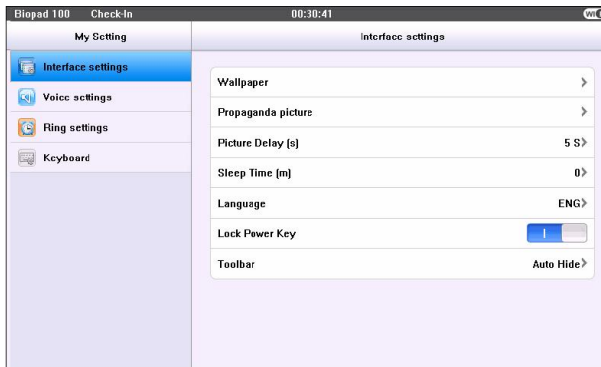 Biopad 100 Check-In 00:30:41
My Setting
Interface settings
Interface settings
Voice settings
Ring settings
Keyboard
Wallpaper >
Propaganda picture >
Picture Delay (s) 5 S>
Sleep Time (m) 0>
Language ENG>
Lock Power Key I
Toolbar Auto Hide>